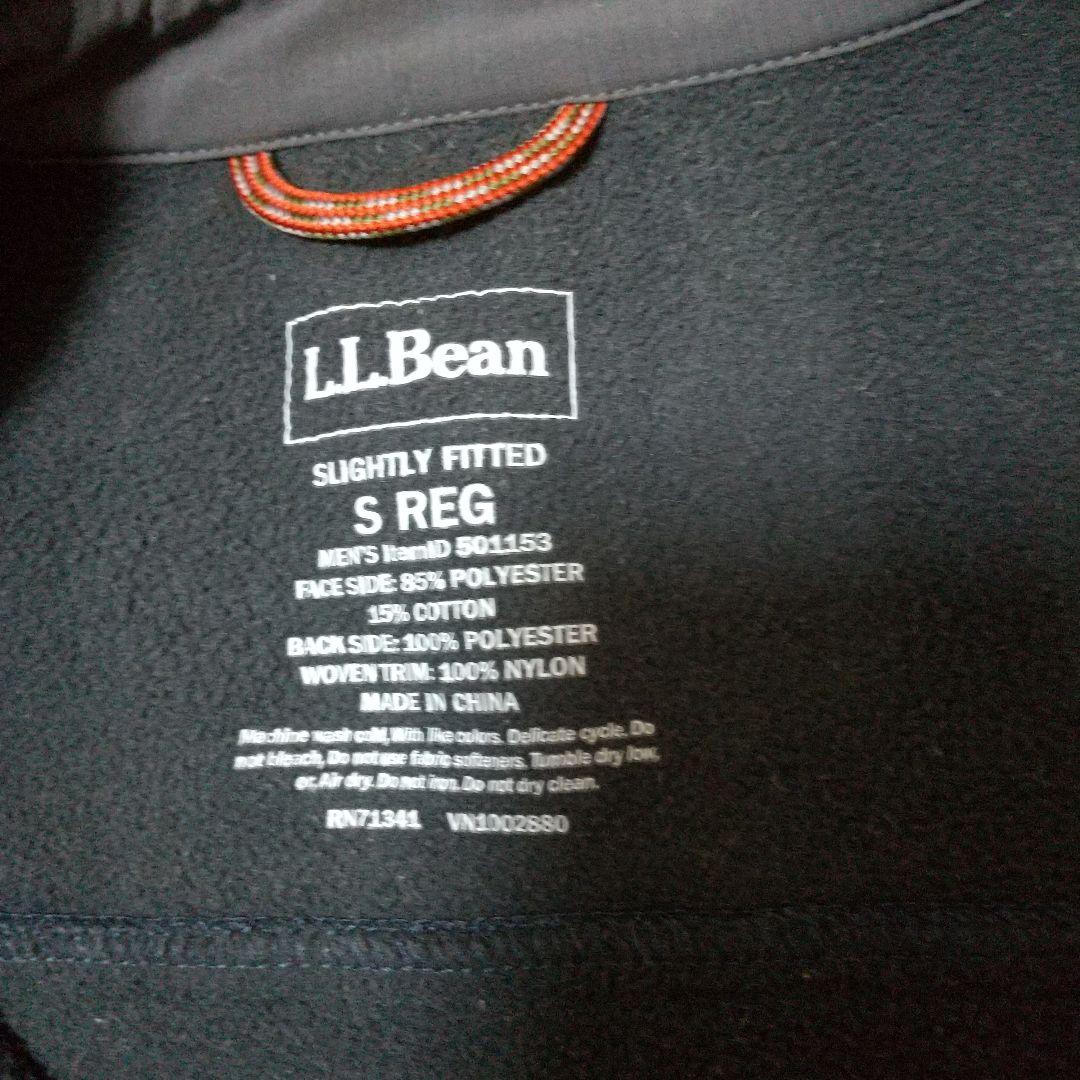 L.L.Bean
SLIGHTLY FITTED
S REG
MEN'S ItemID 501153
FACE SIDE: 85% POLYESTER
15% COTTON
BACK SIDE: 100% POLYESTER
WOVEN TRIM: 100% NYLON
MADE IN CHINA
Machine wash cold, With like colors. Delicate cycle. Do
not bleach, Do not use fabric softeners. Tumble dry low,
or. Air dry. Do not iron. Do not dry clean.
RN71341